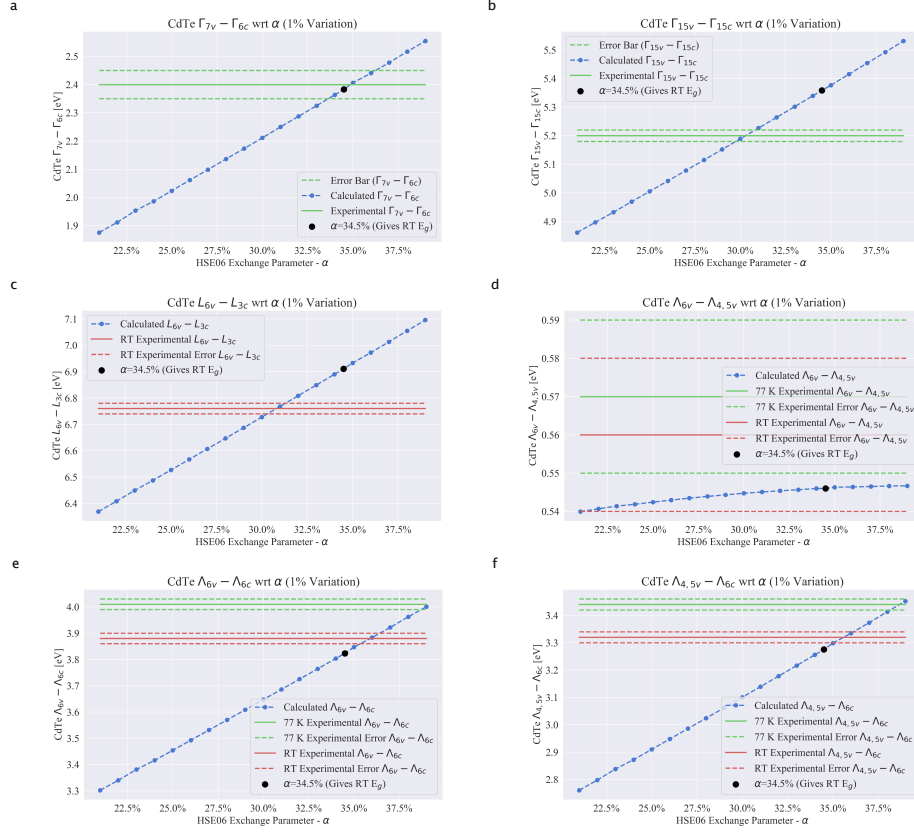 a
CdTe Γ7v − Γ6c wrt α (1% Variation)
CdTe Γ7v − Γ6c [eV]
2.5
2.4
2.3
2.2
2.1
2.0
1.9
Error Bar (Γ7v − Γ6c)
Calculated Γ7v − Γ6c
Experimental Γ7v − Γ6c
α=34.5% (Gives RT Eg)
22.5% 25.0% 27.5% 30.0% 32.5% 35.0% 37.5%
HSE06 Exchange Parameter - α
b
CdTe Γ15v − Γ15c wrt α (1% Variation)
CdTe Γ15v − Γ15c [eV]
5.5
5.4
5.3
5.2
5.1
5.0
4.9
Error Bar (Γ15v − Γ15c)
Calculated Γ15v − Γ15c
Experimental Γ15v − Γ15c
α=34.5% (Gives RT Eg)
22.5% 25.0% 27.5% 30.0% 32.5% 35.0% 37.5%
HSE06 Exchange Parameter - α
c
CdTe L6v − L3c wrt α (1% Variation)
CdTe L6v − L3c [eV]
7.1
7.0
6.9
6.8
6.7
6.6
6.5
6.4
Calculated L6v − L3c
RT Experimental L6v − L3c
RT Experimental Error L6v − L3c
α=34.5% (Gives RT Eg)
22.5% 25.0% 27.5% 30.0% 32.5% 35.0% 37.5%
HSE06 Exchange Parameter - α
d
CdTe Λ6v − Λ4,5v wrt α (1% Variation)
CdTe Λ6v − Λ4,5v [eV]
0.59
0.58
0.57
0.56
0.55
0.54
Calculated Λ6v − Λ4,5v
77 K Experimental Λ6v − Λ4,5v
77 K Experimental Error Λ6v − Λ4,5v
RT Experimental Λ6v − Λ4,5v
RT Experimental Error Λ6v − Λ4,5v
α=34.5% (Gives RT Eg)
22.5% 25.0% 27.5% 30.0% 32.5% 35.0% 37.5%
HSE06 Exchange Parameter - α
e
CdTe Λ6v − Λ6c wrt α (1% Variation)
CdTe Λ6v − Λ6c [eV]
4.0
3.9
3.8
3.7
3.6
3.5
3.4
3.3
Calculated Λ6v − Λ6c
77 K Experimental Λ6v − Λ6c
77 K Experimental Error Λ6v − Λ6c
RT Experimental Λ6v − Λ6c
RT Experimental Error Λ6v − Λ6c
α=34.5% (Gives RT Eg)
22.5% 25.0% 27.5% 30.0% 32.5% 35.0% 37.5%
HSE06 Exchange Parameter - α
f
CdTe Λ4,5v − Λ6c wrt α (1% Variation)
CdTe Λ4,5v − Λ6c [eV]
3.4
3.3
3.2
3.1
3.0
2.9
2.8
Calculated Λ4,5v − Λ6c
77 K Experimental Λ4,5v − Λ6c
77 K Experimental Error Λ4,5v − Λ6c
RT Experimental Λ4,5v − Λ6c
RT Experimental Error Λ4,5v − Λ6c
α=34.5% (Gives RT Eg)
22.5% 25.0% 27.5% 30.0% 32.5% 35.0% 37.5%
HSE06 Exchange Parameter - α